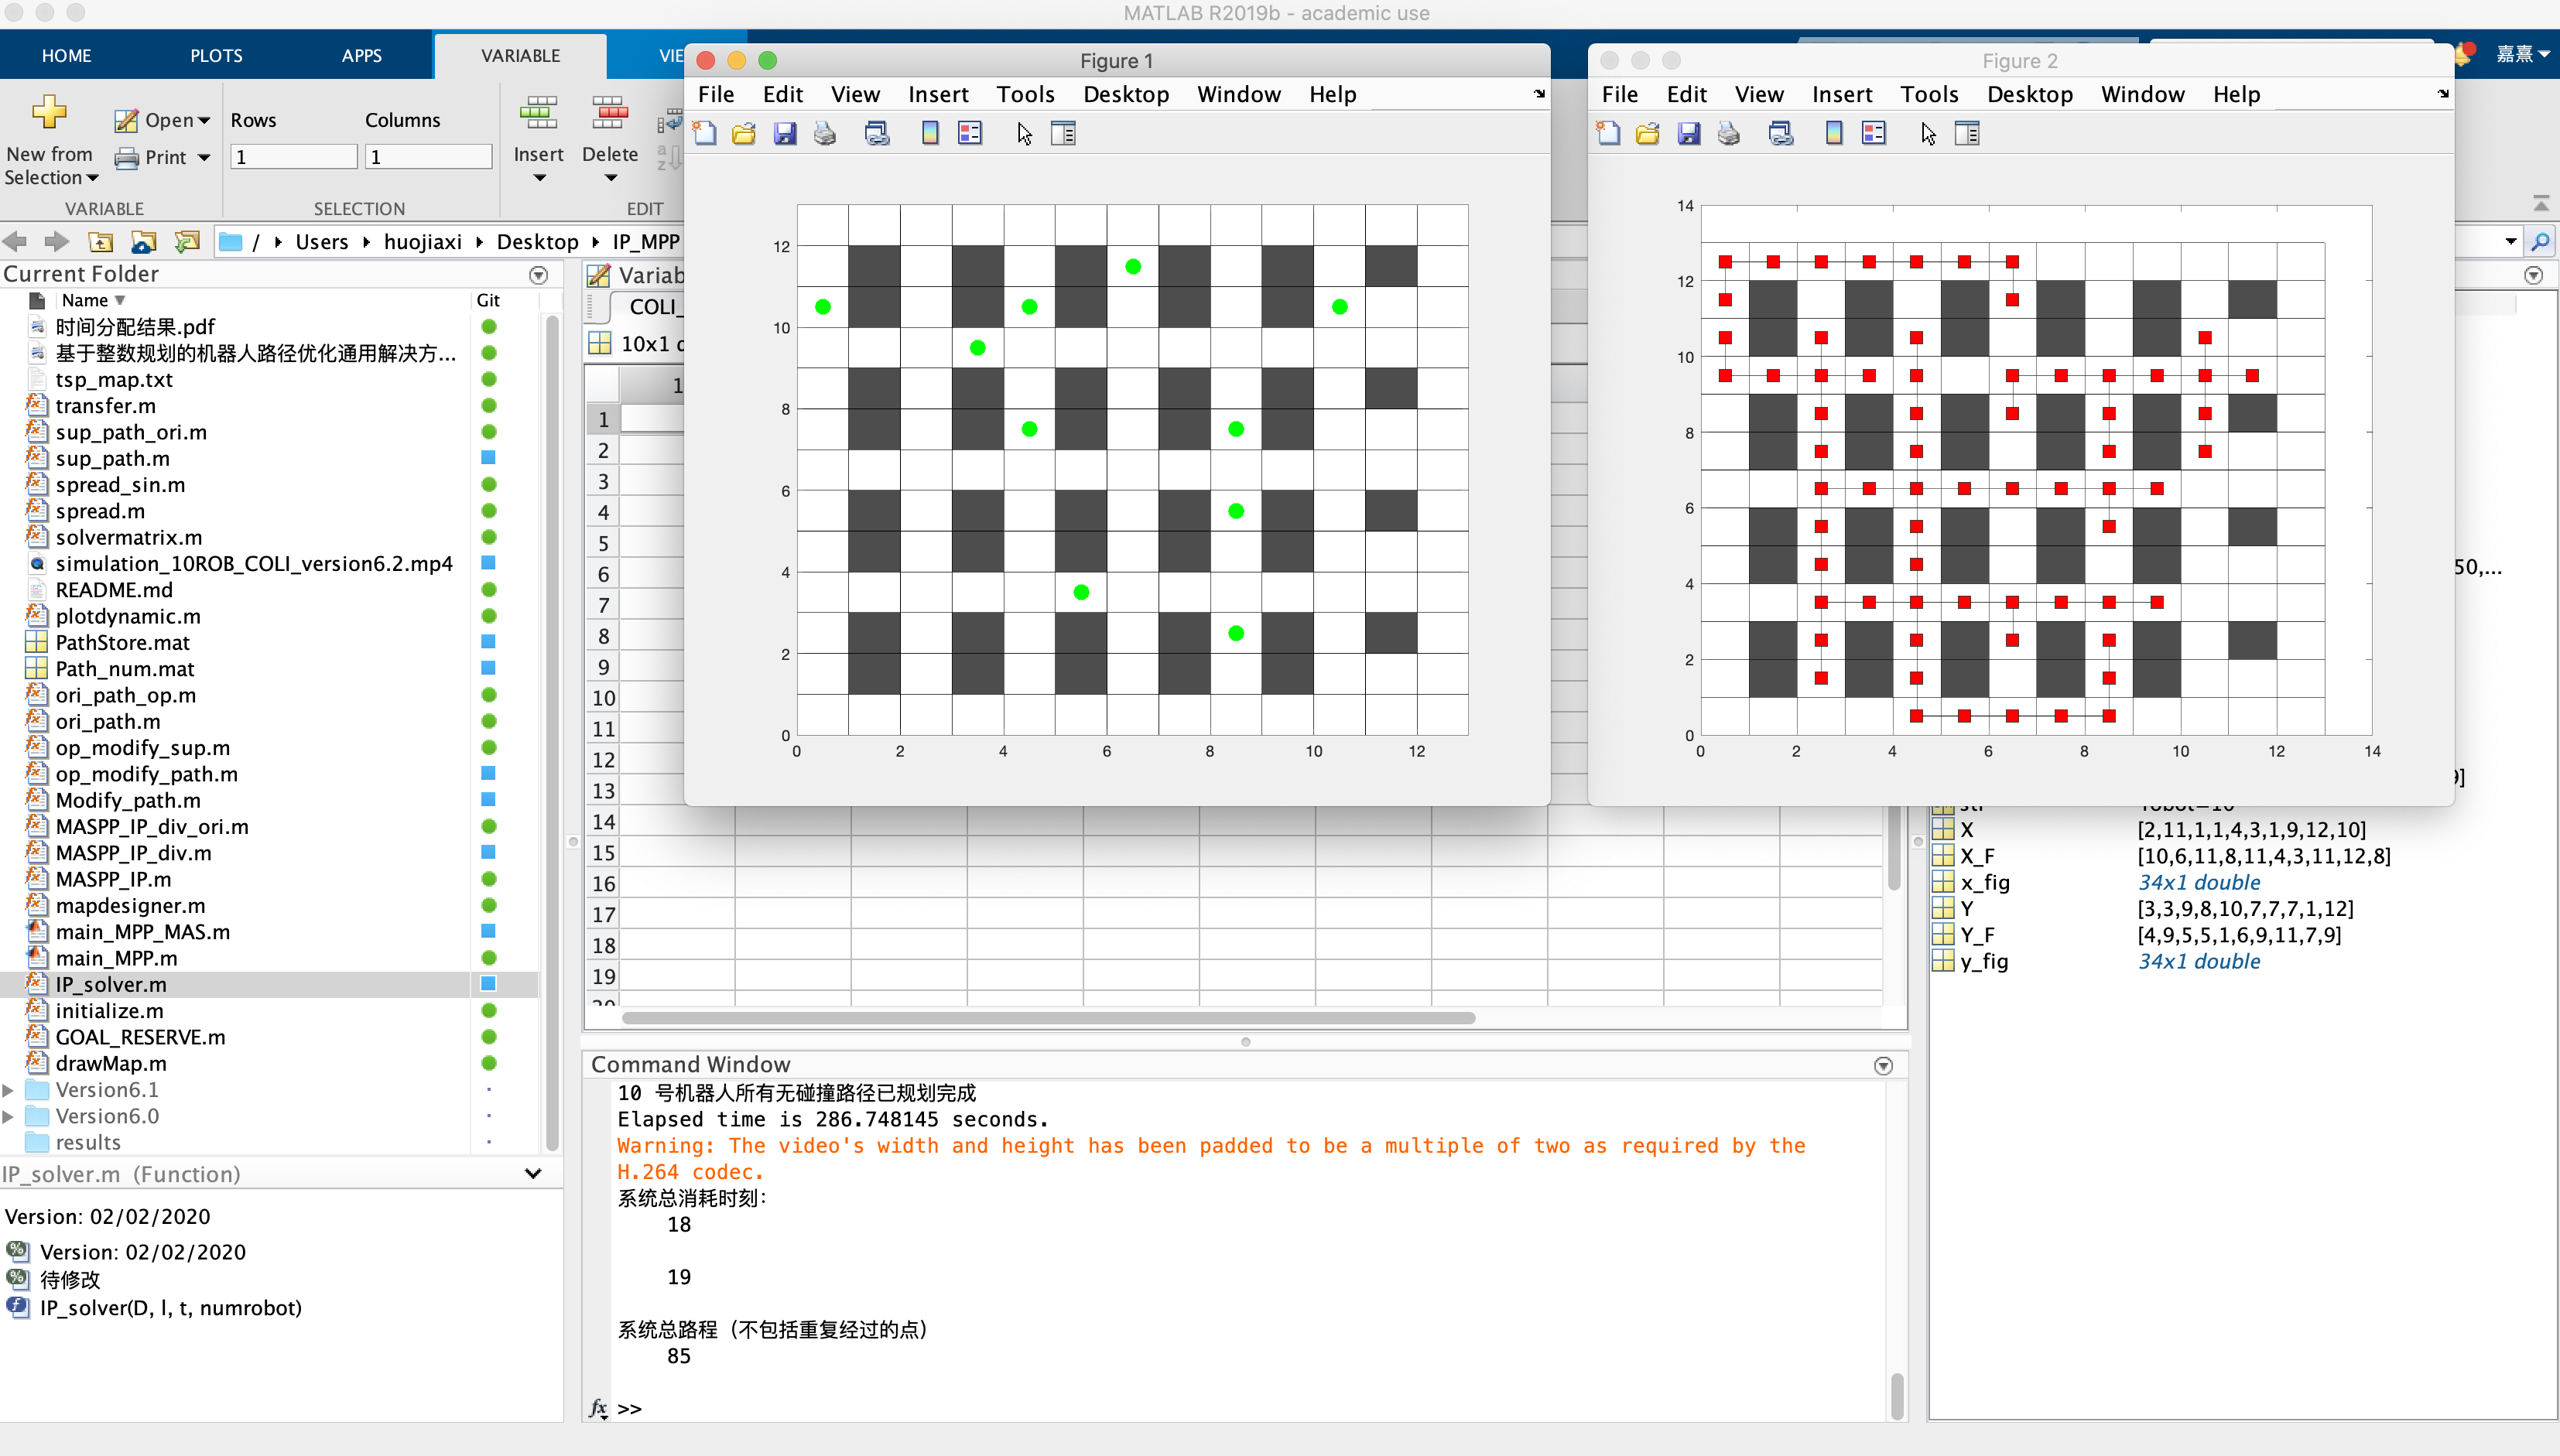 MATLAB R2019b - academic use
HOME PLOTS APPS VARIABLE VIE
嘉熹
New from Selection
Open
Print
Rows Columns
1 1
Insert Delete
VARIABLE SELECTION EDIT
/ Users huojiaxi Desktop IP_MPP
Current Folder
Name Git
时间分配结果.pdf
基于整数规划的机器人路径优化通用解决方...
tsp_map.txt
transfer.m
sup_path_ori.m
sup_path.m
spread_sin.m
spread.m
solvermatrix.m
simulation_10ROB_COLI_version6.2.mp4
README.md
plotdynamic.m
PathStore.mat
Path_num.mat
ori_path_op.m
ori_path.m
op_modify_sup.m
op_modify_path.m
Modify_path.m
MASPP_IP_div_ori.m
MASPP_IP_div.m
MASPP_IP.m
mapdesigner.m
main_MPP_MAS.m
main_MPP.m
IP_solver.m
initialize.m
GOAL_RESERVE.m
drawMap.m
Version6.1
Version6.0
results
IP_solver.m (Function)
Version: 02/02/2020
Version: 02/02/2020
待修改
IP_solver(D, l, t, numrobot)
Variab
COLI_
10x1 d
1
1
2
3
4
5
6
7
8
9
10
11
12
13
14
15
16
17
18
19
20
Figure 1
File Edit View Insert Tools Desktop Window Help
12
10
8
6
4
2
0
0 2 4 6 8 10 12
Figure 2
File Edit View Insert Tools Desktop Window Help
14
12
10
8
6
4
2
0
0 2 4 6 8 10 12 14
50,...
9]
str 'robot=10'
X [2,11,1,1,4,3,1,9,12,10]
X_F [10,6,11,8,11,4,3,11,12,8]
x_fig 34x1 double
Y [3,3,9,8,10,7,7,7,1,12]
Y_F [4,9,5,5,1,6,9,11,7,9]
y_fig 34x1 double
Command Window
10 号机器人所有无碰撞路径已规划完成
Elapsed time is 286.748145 seconds.
Warning: The video's width and height has been padded to be a multiple of two as required by the
H.264 codec.
系统总消耗时刻:
18
19
系统总路程（不包括重复经过的点）
85
fx >>